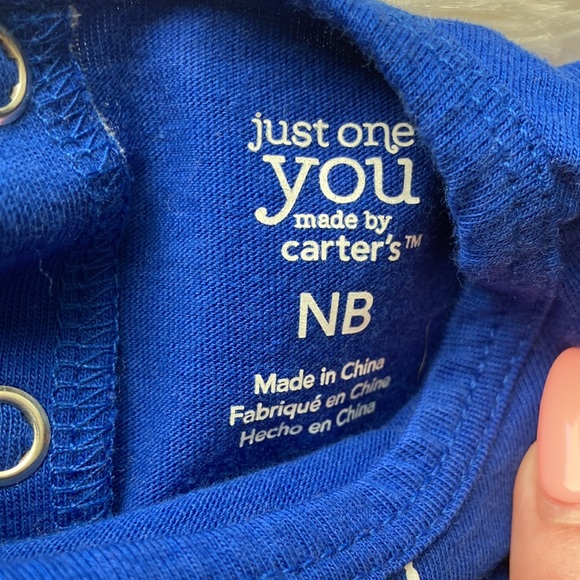 just one
you
made by
carter's™
NB
Made in China
Fabriqué en Chine
Hecho en China